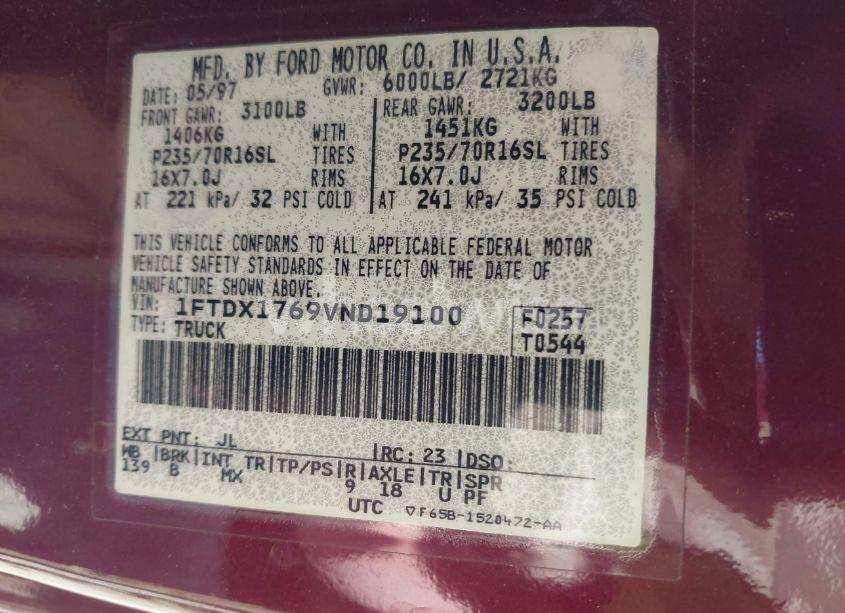 MFD. BY FORD MOTOR CO. IN U.S.A.
DATE: 05/97 GVWR: 6000LB/ 2721KG
FRONT GAWR: 3100LB REAR GAWR: 3200LB
1406KG WITH 1451KG WITH
P235/70R16SL TIRES P235/70R16SL TIRES
16X7.0J RIMS 16X7.0J RIMS
AT 221 kPa/ 32 PSI COLD AT 241 kPa/ 35 PSI COLD
THIS VEHICLE CONFORMS TO ALL APPLICABLE FEDERAL MOTOR
VEHICLE SAFETY STANDARDS IN EFFECT ON THE DATE OF
MANUFACTURE SHOWN ABOVE.
VIN: 1FTDX1769VND19100 F0257
TYPE: TRUCK T0544
EXT PNT: JL RC: 23 DSO:
WB BRK INT TR TP/PS R AXLE TR SPR
139 B MX 9 18 U PF
UTC ▽F65B-1520472-AA